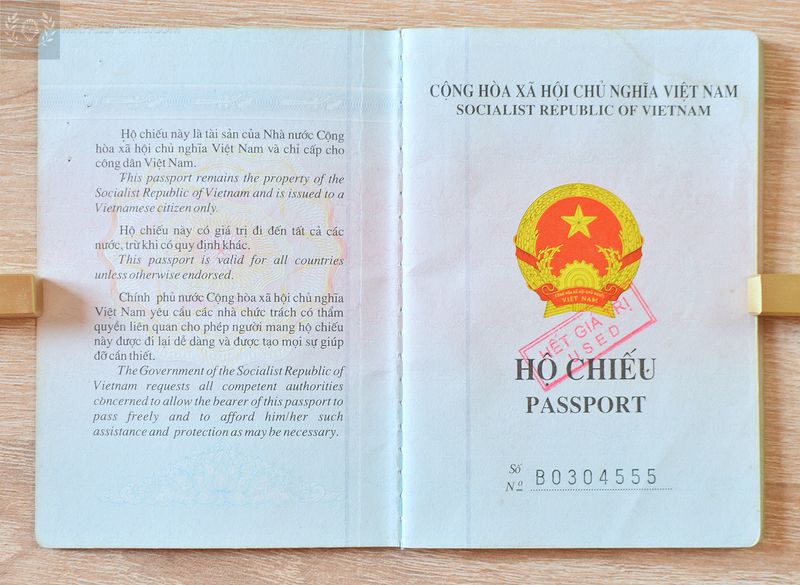 Hộ chiếu này là tài sản của Nhà nước Cộng
hòa xã hội chủ nghĩa Việt Nam và chỉ cấp cho
công dân Việt Nam.
This passport remains the property of the
Socialist Republic of Vietnam and is issued to a
Vietnamese citizen only.
Hộ chiếu này có giá trị đi đến tất cả các
nước, trừ khi có quy định khác.
This passport is valid for all countries
unless otherwise endorsed.
Chính phủ nước Cộng hòa xã hội chủ nghĩa
Việt Nam yêu cầu các nhà chức trách có thẩm
quyền liên quan cho phép người mang hộ chiếu
này được đi lại dễ dàng và được tạo mọi sự giúp
đỡ cần thiết.
The Government of the Socialist Republic of
Vietnam requests all competent authorities
concerned to allow the bearer of this passport to
pass freely and to afford him/her such
assistance and protection as may be necessary.
CỘNG HÒA XÃ HỘI CHỦ NGHĨA VIỆT NAM
SOCIALIST REPUBLIC OF VIETNAM
CỘNG HÒA XÃ HỘI CHỦ NGHĨA
VIỆT NAM
HẾT GIÁ TRỊ
USED
HỘ CHIẾU
PASSPORT
Số
Nº B0304555